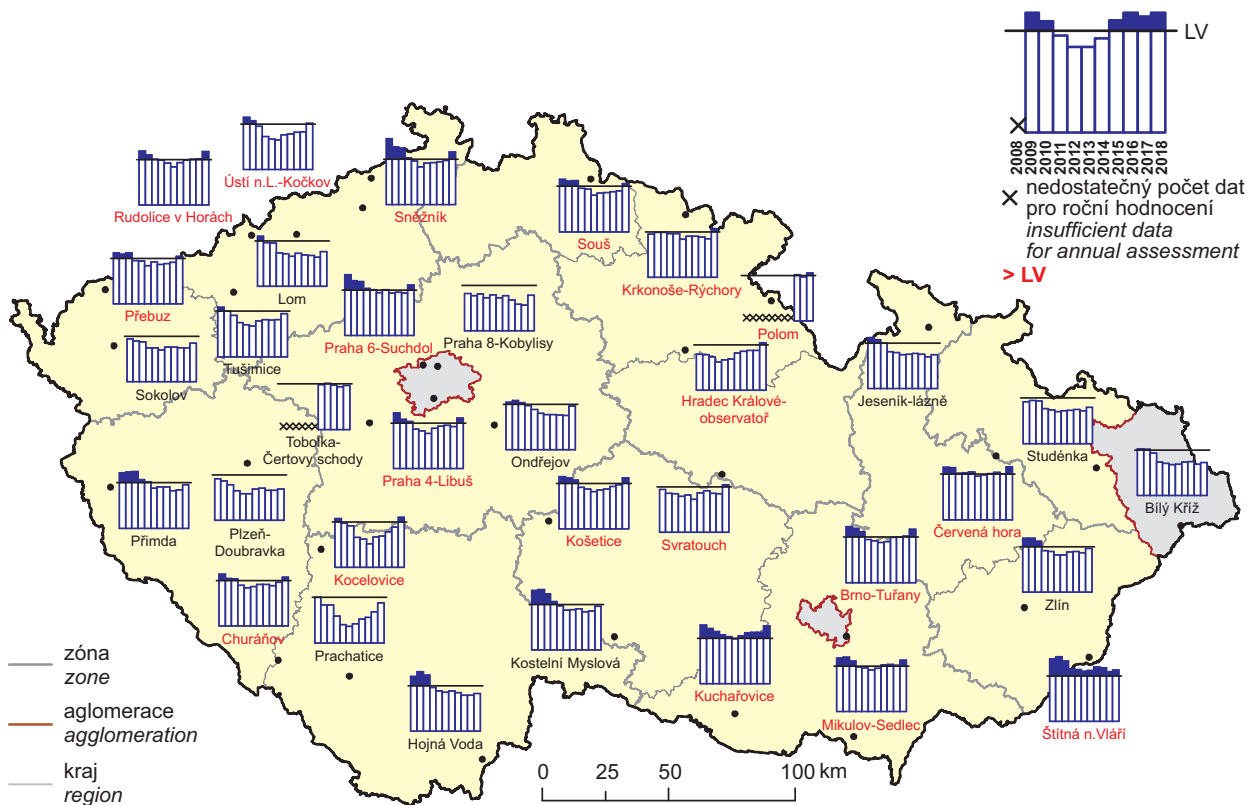 LV
2008
2009
2010
2011
2012
2013
2014
2015
2016
2017
2018
nedostatečný počet dat
pro roční hodnocení
insufficient data
for annual assessment
> LV
Ústí n.L.-Kočkov
Rudolice v Horách
Sněžník
Souš
Lom
Přebuz
Krkonoše-Rýchory
Polom
Praha 6-Suchdol
Praha 8-Kobylisy
Tušimice
Sokolov
Hradec Králové-
observatoř
Jeseník-lázně
Tobolka-
Čertovy schody
Ondřejov
Studénka
Praha 4-Libuš
Bílý Kříž
Přimda
Plzeň-
Doubravka
Košetice
Svratouch
Červená hora
Kocelovice
Brno-Tuřany
Zlín
Churáňov
Prachatice
Kostelní Myslová
Kuchařovice
Mikulov-Sedlec
Štítná n.Vláří
Hojná Voda
zóna
zone
aglomerace
agglomeration
kraj
region
0 25 50 100 km